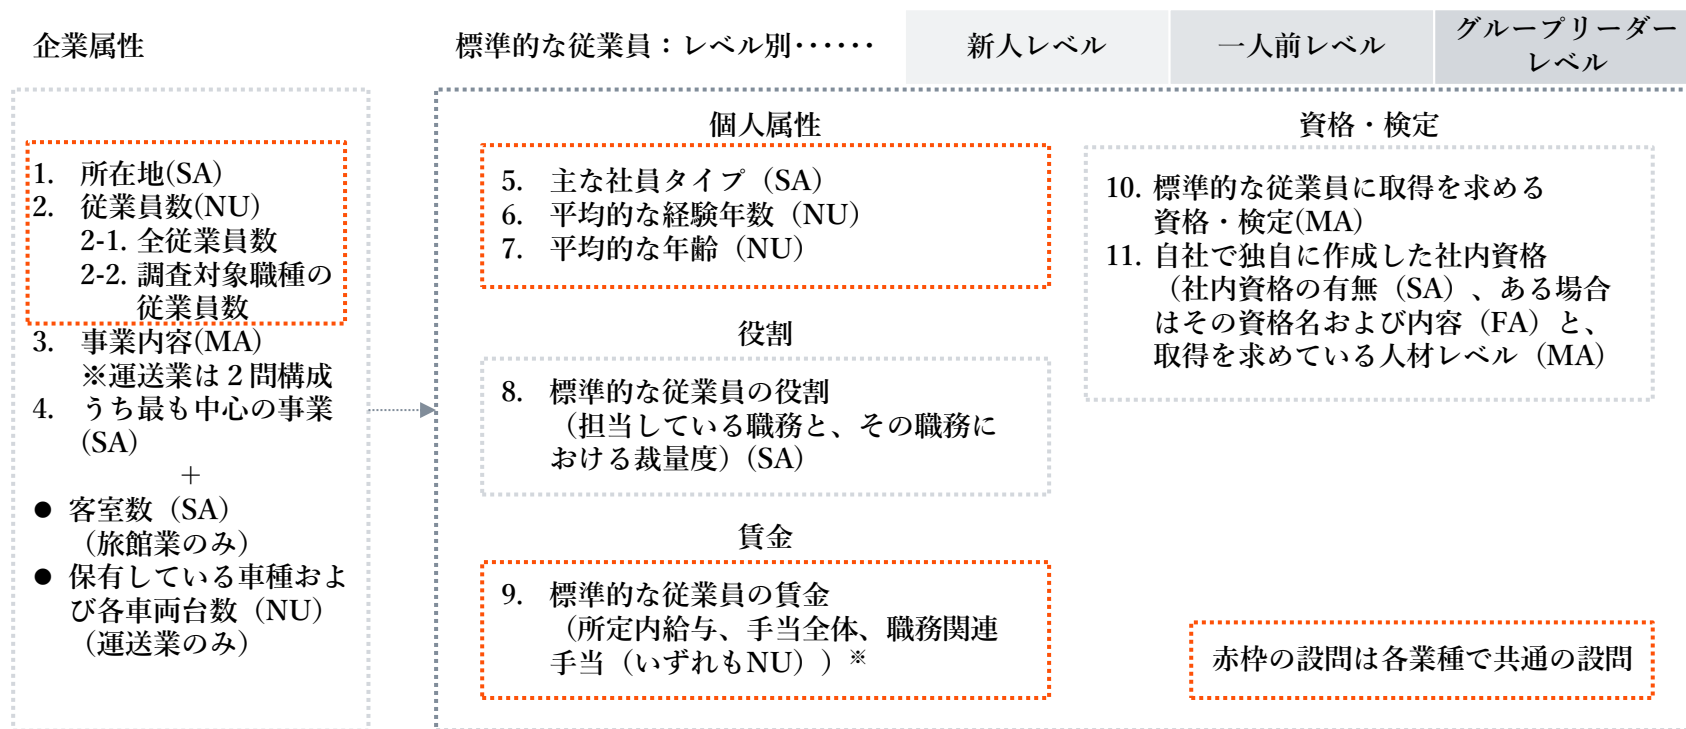 企業属性
標準的な従業員：レベル別･･････
新人レベル
一人前レベル
グループリーダー
レベル
1. 所在地(SA)
2. 従業員数(NU)
2-1. 全従業員数
2-2. 調査対象職種の
従業員数
3. 事業内容(MA)
※運送業は２問構成
4. うち最も中心の事業
(SA)
＋
● 客室数（SA）
（旅館業のみ）
● 保有している車種およ
び各車両台数（NU）
（運送業のみ）
個人属性
5. 主な社員タイプ（SA）
6. 平均的な経験年数（NU）
7. 平均的な年齢（NU）
役割
8. 標準的な従業員の役割
（担当している職務と、その職務に
おける裁量度）(SA）
賃金
9. 標準的な従業員の賃金
（所定内給与、手当全体、職務関連
手当（いずれもNU））※
資格・検定
10. 標準的な従業員に取得を求める
資格・検定(MA）
11. 自社で独自に作成した社内資格
（社内資格の有無（SA）、ある場合
はその資格名および内容（FA）と、
取得を求めている人材レベル（MA）
赤枠の設問は各業種で共通の設問